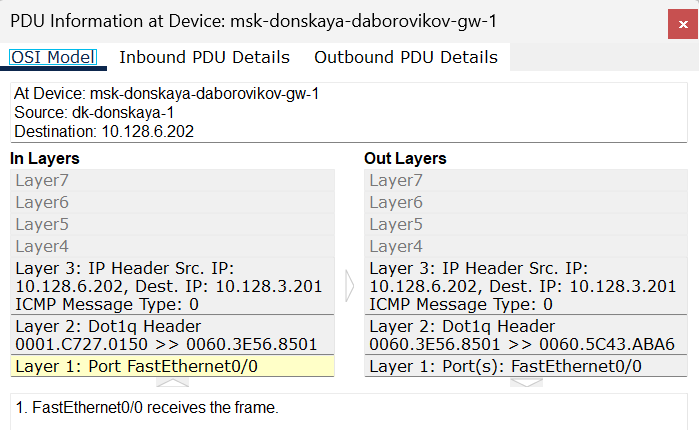 PDU Information at Device: msk-donskaya-daborovikov-gw-1
x
OSI Model Inbound PDU Details Outbound PDU Details
At Device: msk-donskaya-daborovikov-gw-1
Source: dk-donskaya-1
Destination: 10.128.6.202
In Layers
Layer7
Layer6
Layer5
Layer4
Layer 3: IP Header Src. IP:
10.128.6.202, Dest. IP: 10.128.3.201
ICMP Message Type: 0
Layer 2: Dot1q Header
0001.C727.0150 >> 0060.3E56.8501
Layer 1: Port FastEthernet0/0
Out Layers
Layer7
Layer6
Layer5
Layer4
Layer 3: IP Header Src. IP:
10.128.6.202, Dest. IP: 10.128.3.201
ICMP Message Type: 0
Layer 2: Dot1q Header
0060.3E56.8501 >> 0060.5C43.ABA6
Layer 1: Port(s): FastEthernet0/0
1. FastEthernet0/0 receives the frame.